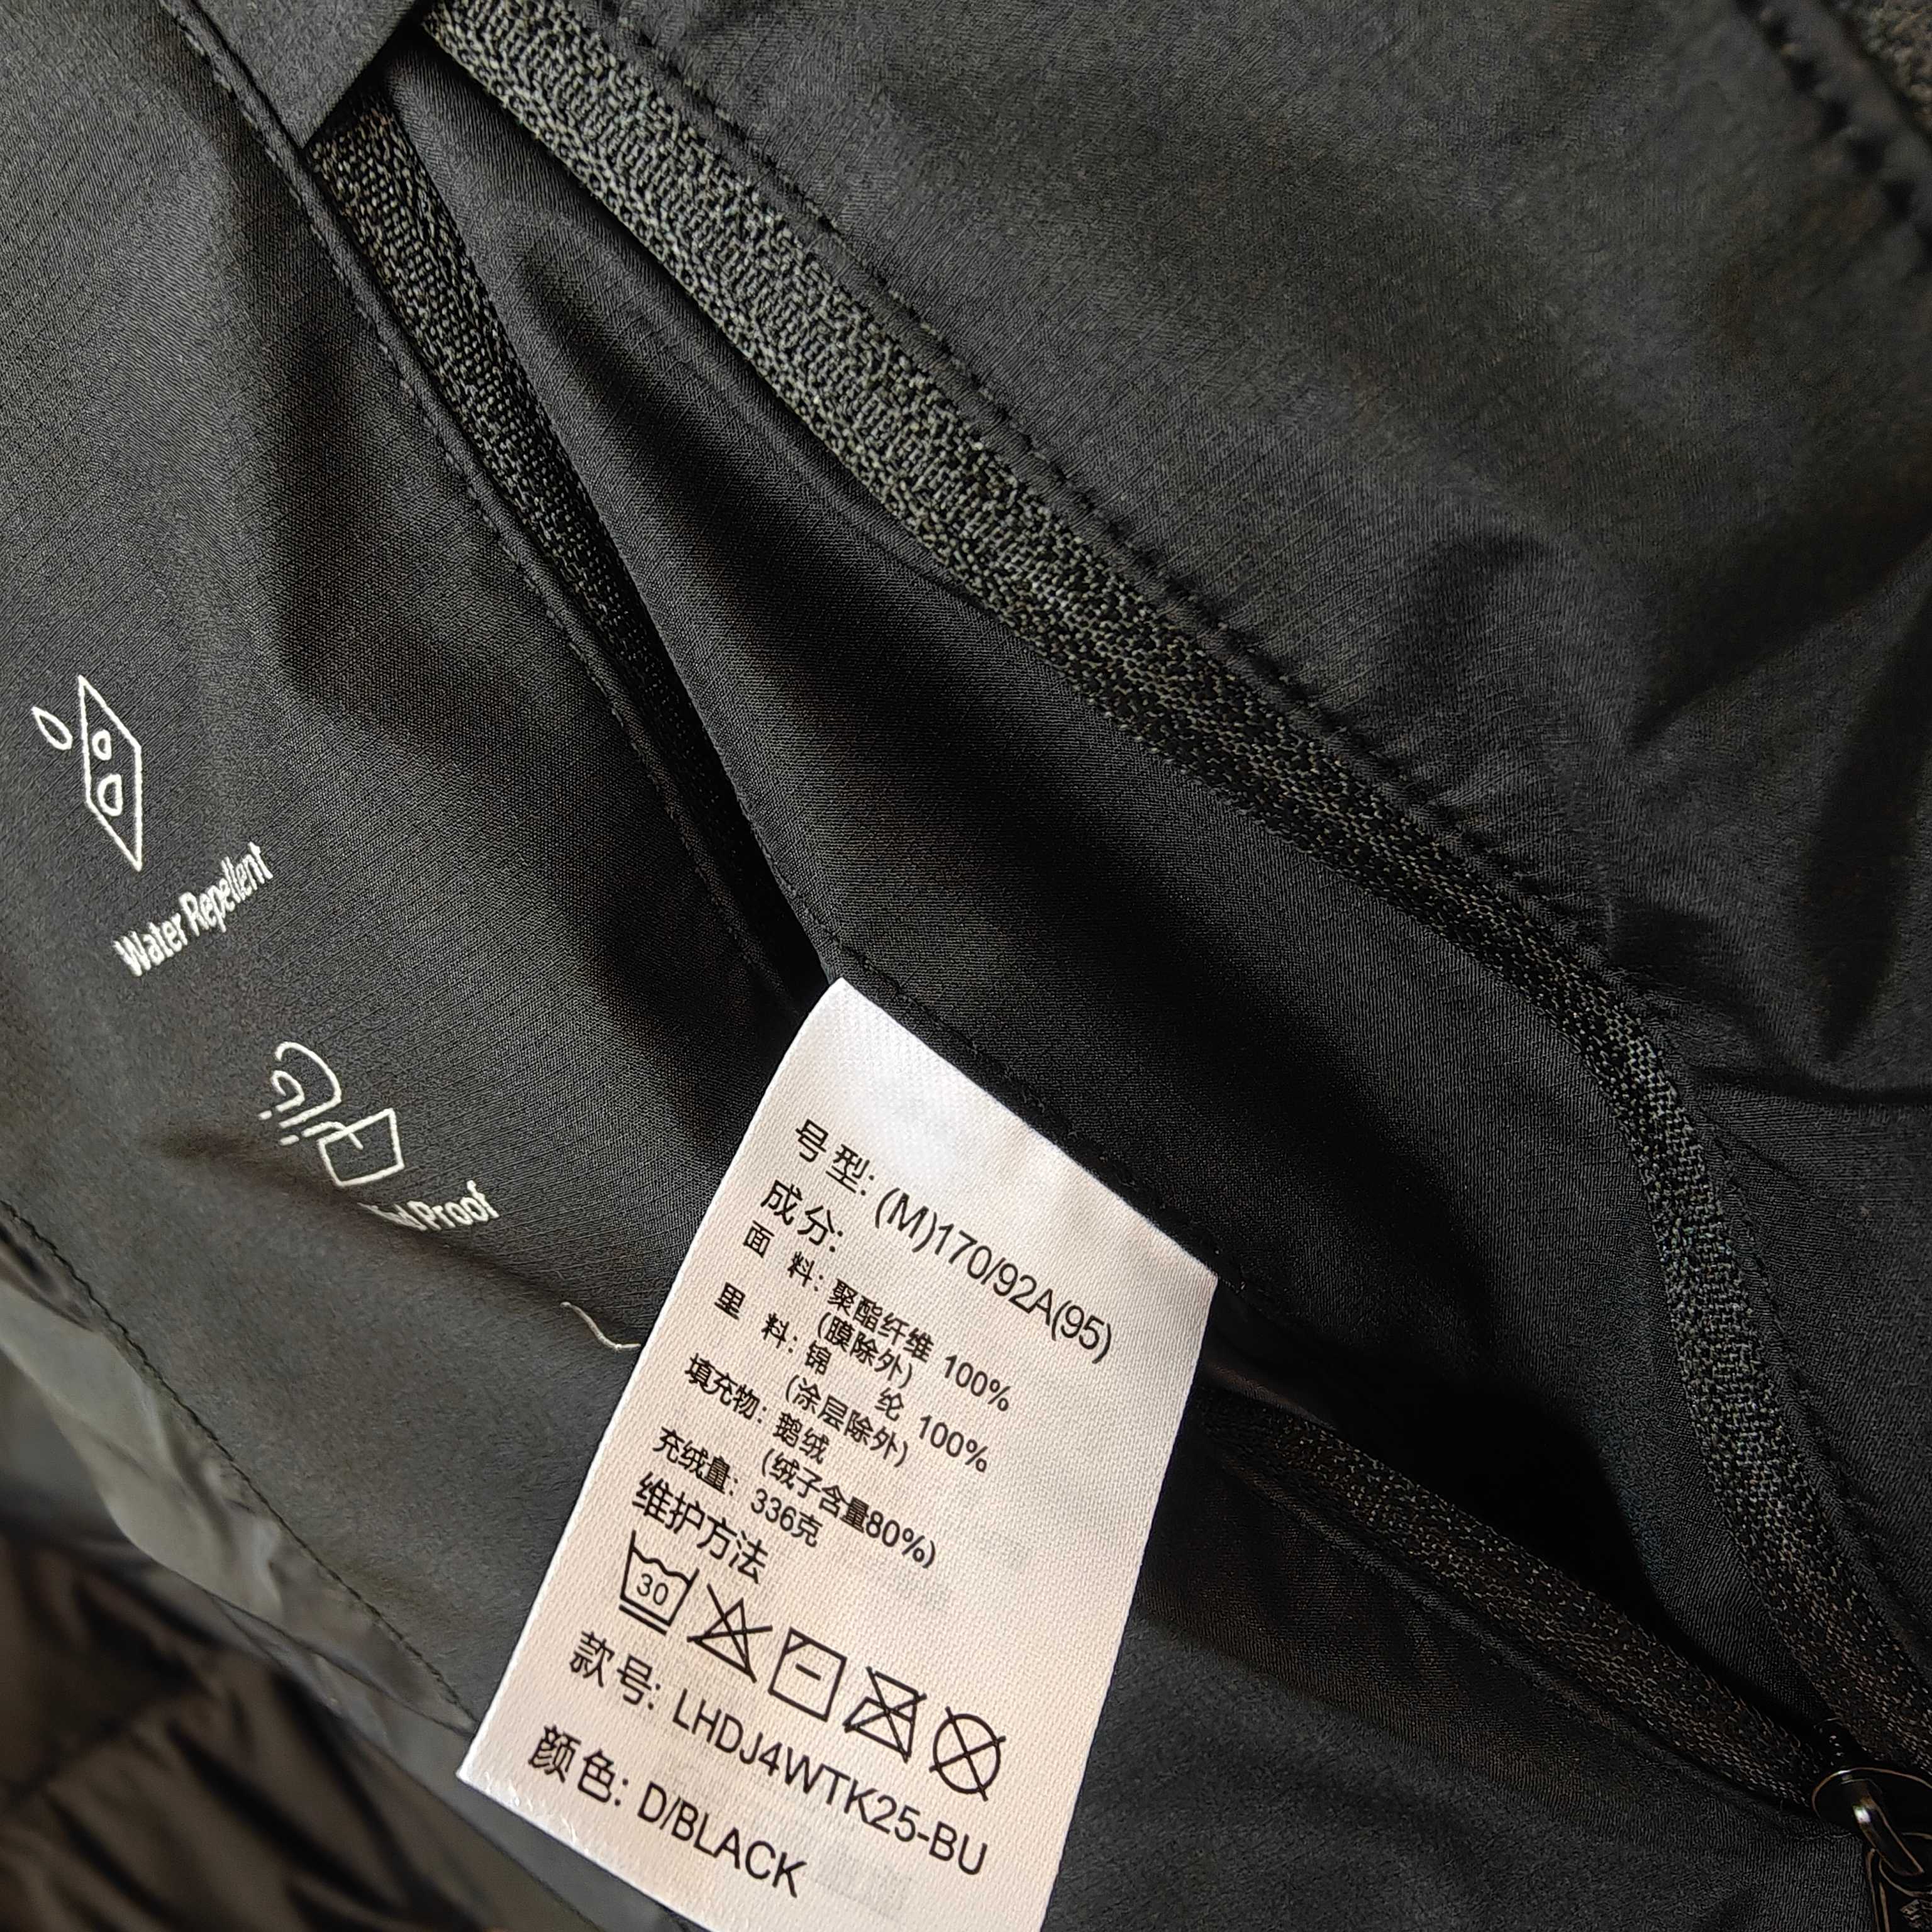 Water Repellent
Proof
号型: (M)170/92A(95)
成分:
面 料: 聚酯纤维 100%
(膜除外)
里 料: 锦 纶 100%
(涂层除外)
填充物: 鹅绒
(绒子含量80%)
充绒量: 336克
维护方法
30
款号: LHDJ4WTK25-BU
颜色: D/BLACK